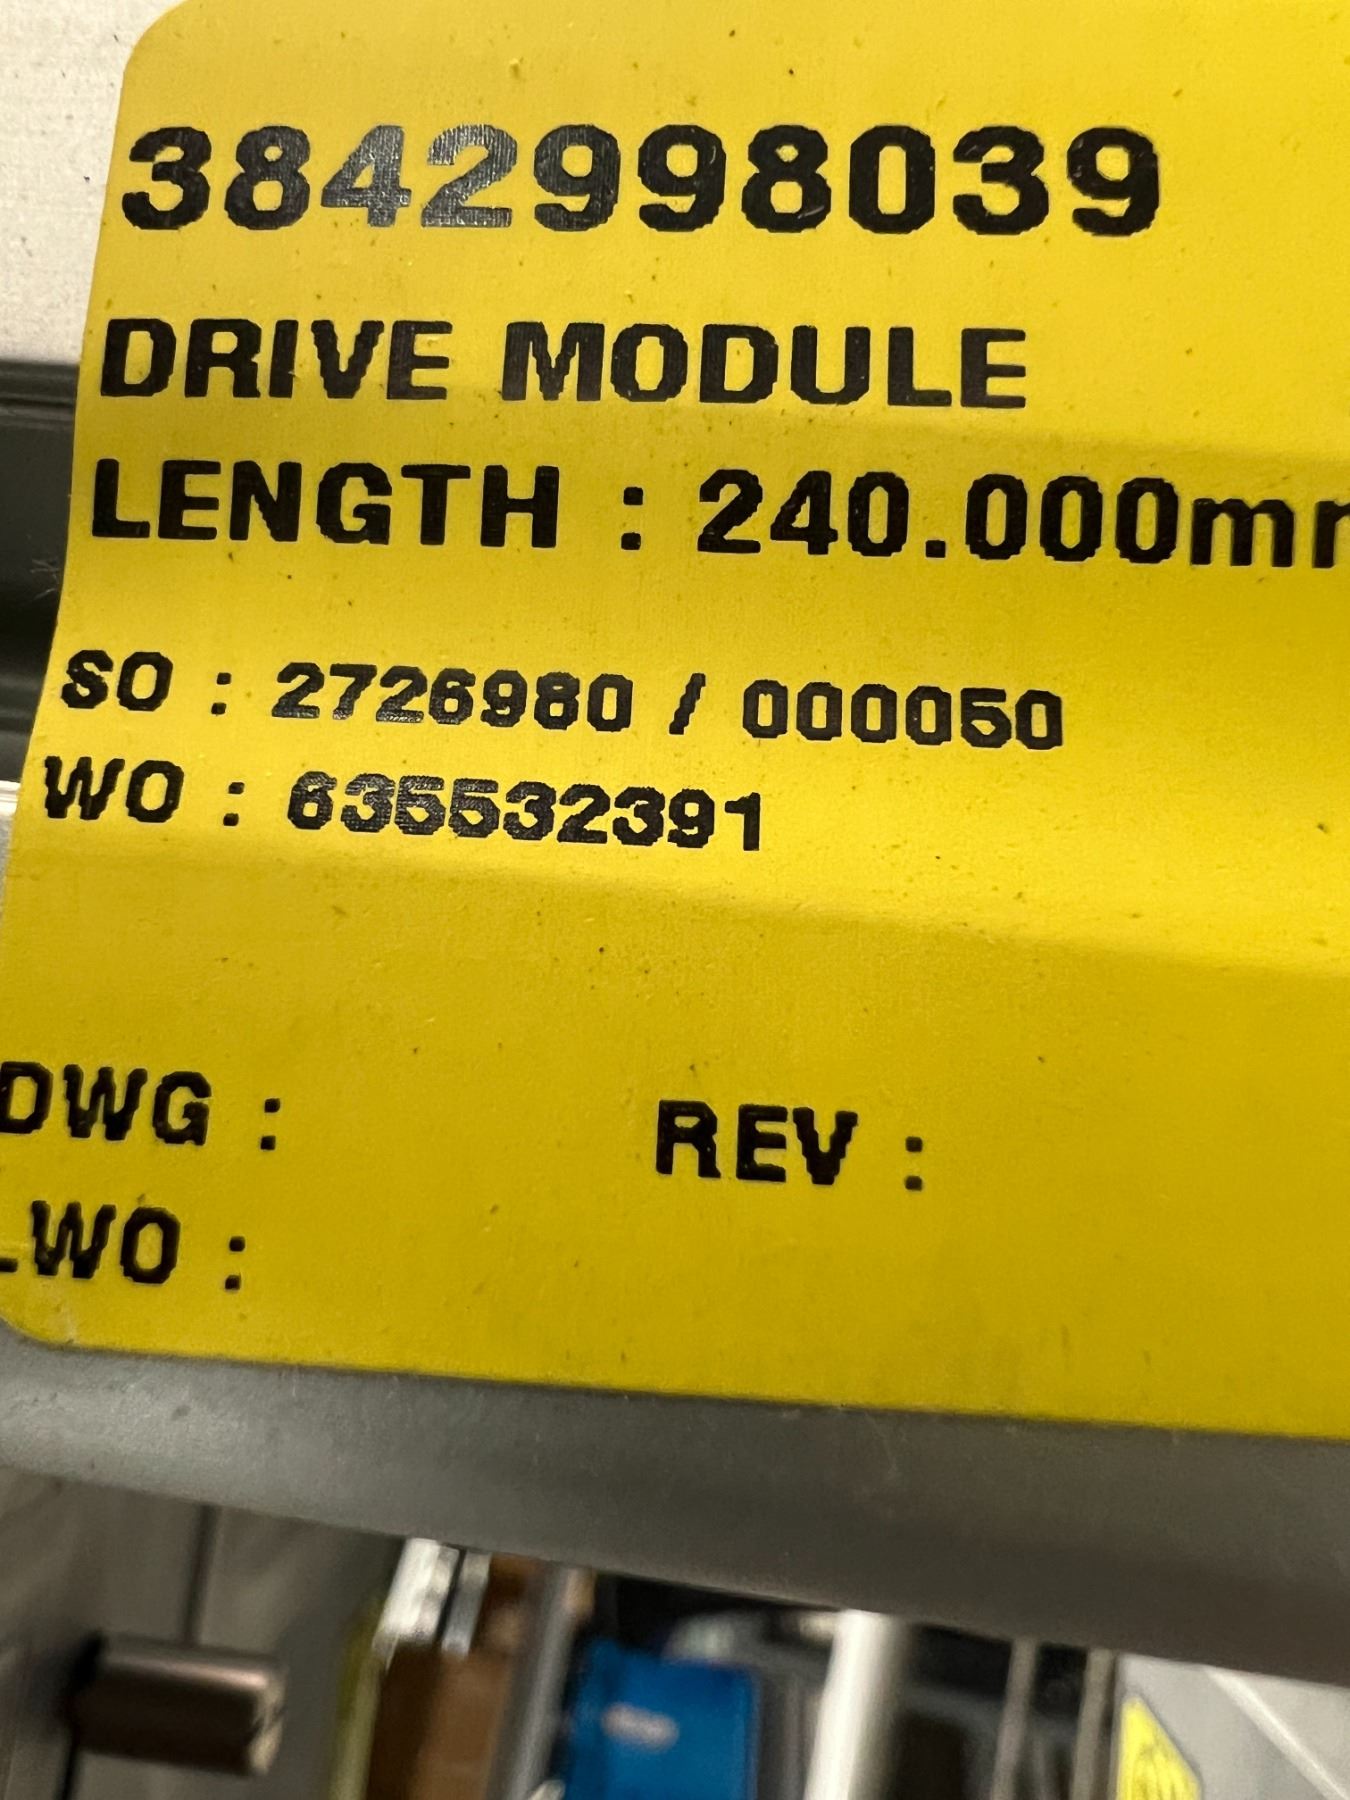 3842998039
DRIVE MODULE
LENGTH : 240.000mm
SO : 2726980 / 000050
WO : 635532391
DWG : REV :
LWO :